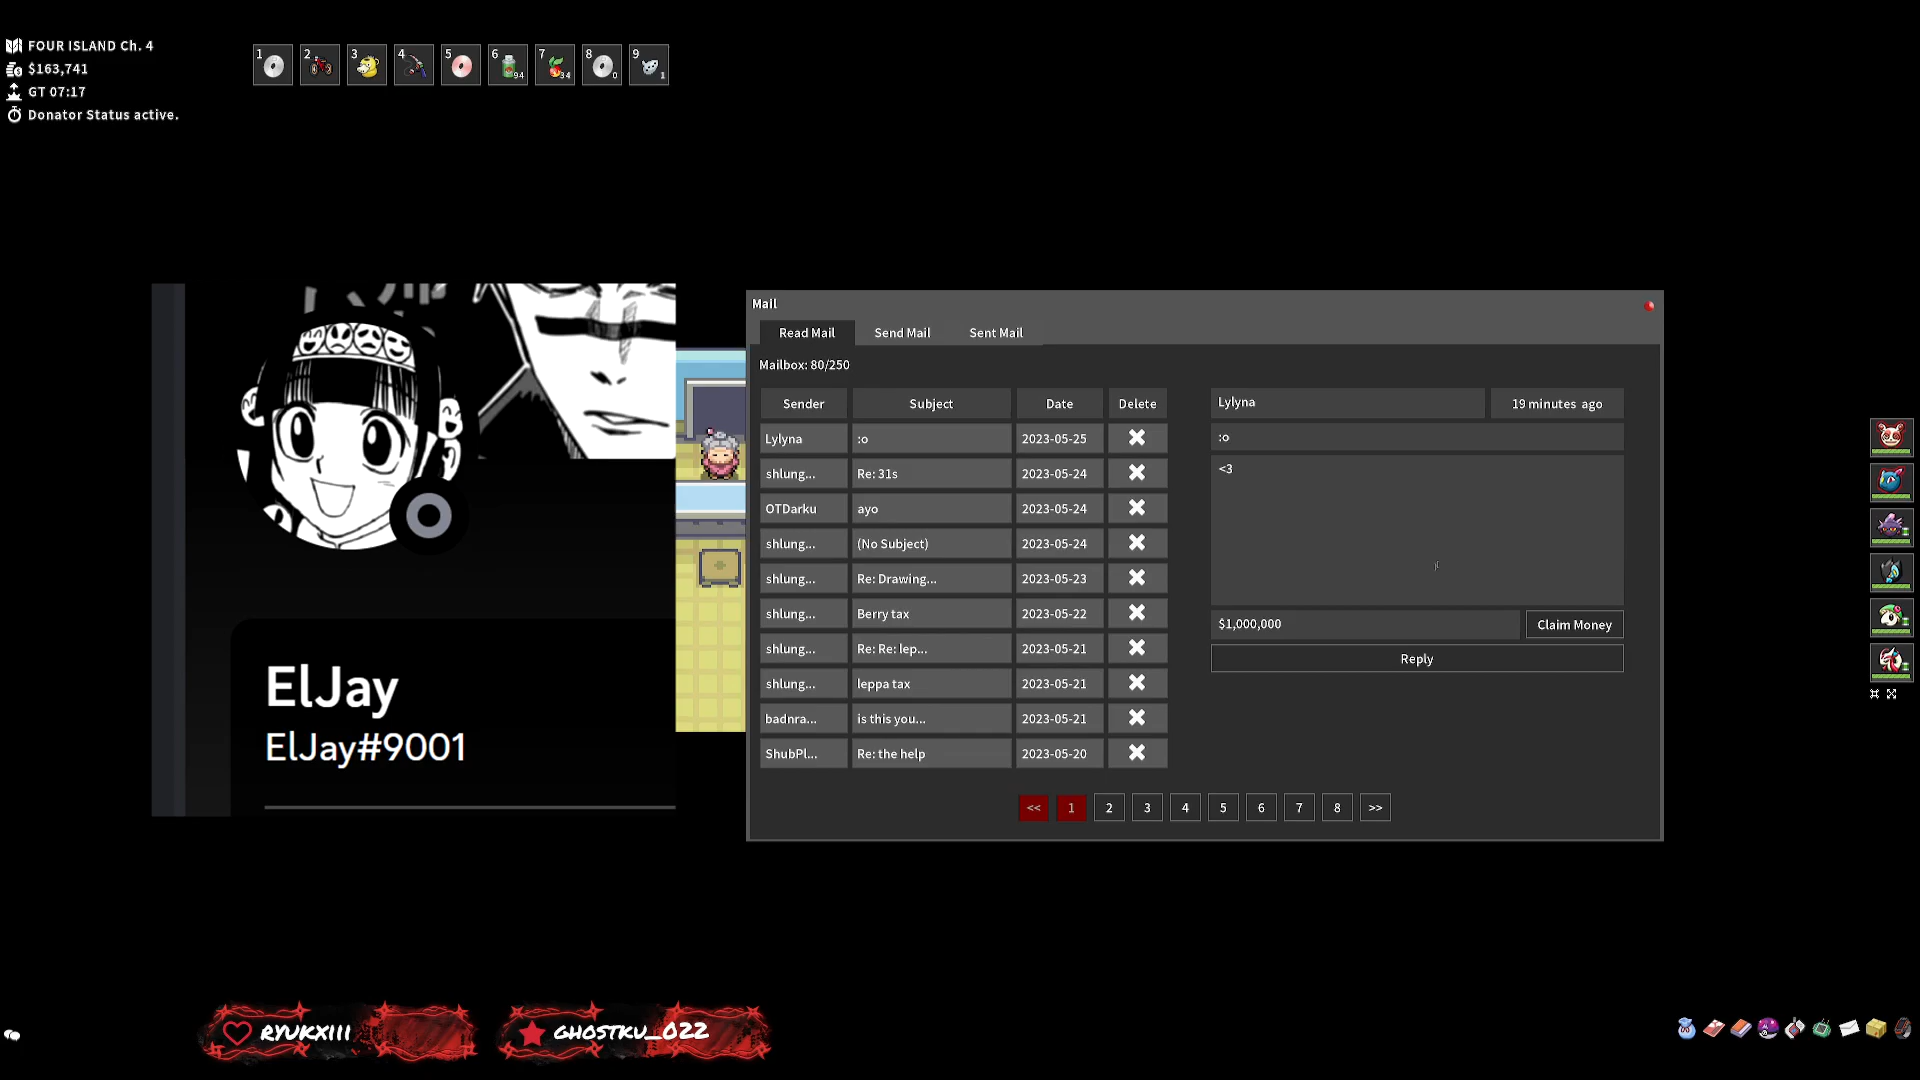 FOUR ISLAND Ch. 4
$163,741
GT 07:17
Donator Status active.
1 2 3 4 5 6 7 8 9
94 34 0 1
ElJay
ElJay#9001
Mail
Read Mail Send Mail Sent Mail
Mailbox: 80/250
Sender Subject Date Delete
Lylyna :o 2023-05-25
shlung... Re: 31s 2023-05-24
OTDarku ayo 2023-05-24
shlung... (No Subject) 2023-05-24
shlung... Re: Drawing... 2023-05-23
shlung... Berry tax 2023-05-22
shlung... Re: Re: lep... 2023-05-21
shlung... leppa tax 2023-05-21
badnra... is this you... 2023-05-21
ShubPl... Re: the help 2023-05-20
<< 1 2 3 4 5 6 7 8 >>
Lylyna 19 minutes ago
:o
<3
$1,000,000 Claim Money
Reply
RYUKXIII
GHOSTKU_022